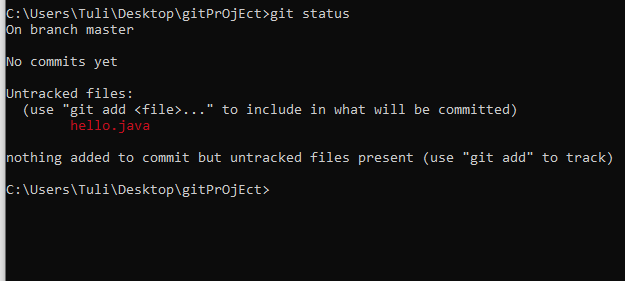 C:\Users\Tuli\Desktop\gitPrOjEct>git status
On branch master
No commits yet
Untracked files:
(use "git add <file>..." to include in what will be committed)
hello.java
nothing added to commit but untracked files present (use "git add" to track)
C:\Users\Tuli\Desktop\gitPrOjEct>